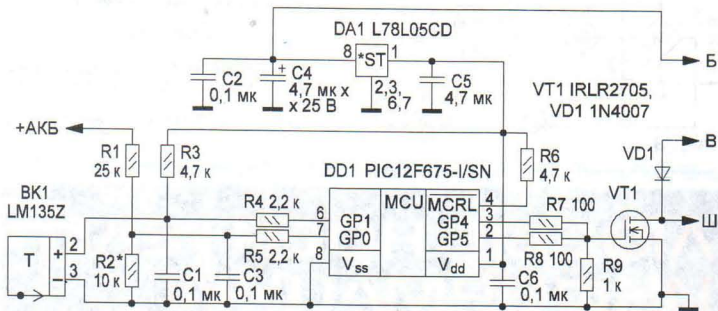 DA1 L78L05CD
8 *ST 1
Б
C2
0,1 мк
+
C4
4,7 мк х
х 25 В
2,3,
6,7
C5
4,7 мк
VT1 IRLR2705,
VD1 1N4007
+АКБ
R1
25 к
R3
4,7 к
R6
4,7 к
В
VD1
DD1 PIC12F675-I/SN
BK1
LM135Z
R4 2,2 к
6
GP1
MCU
MCRL
4
R7 100
VT1
Ш
7
GP0
GP4
3
GP5
2
T
+
2
–
3
R2*
10 к
R5 2,2 к
R8 100
8
Vss
Vdd
1
R9
1 к
C1
0,1 мк
C3
0,1 мк
C6
0,1 мк